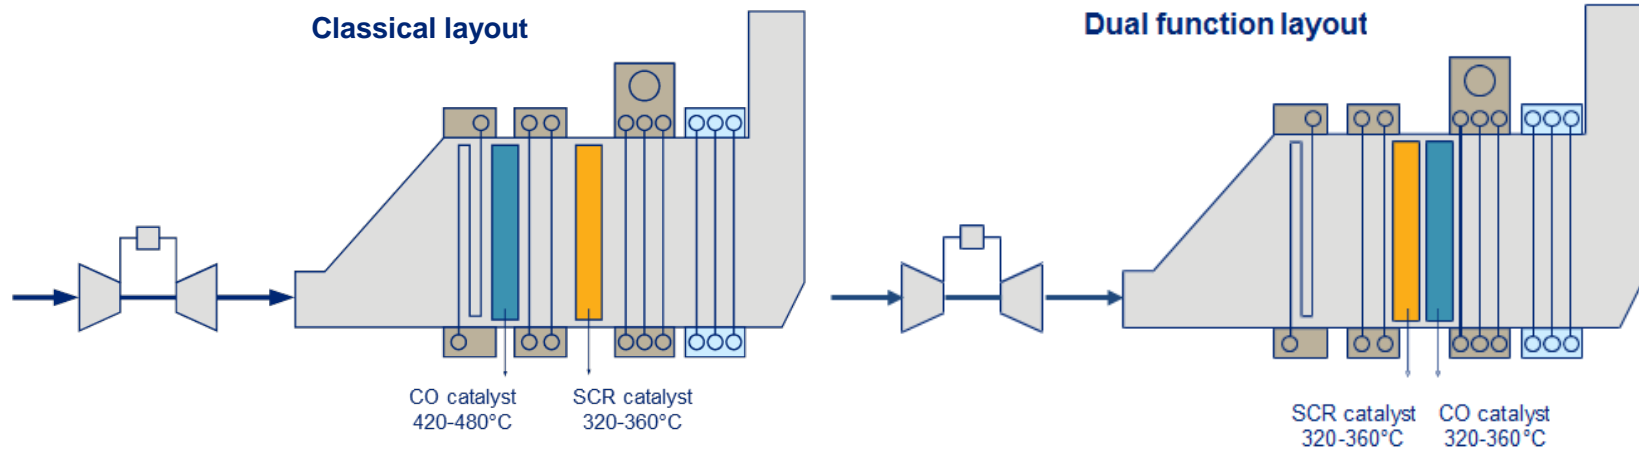 Classical layout
CO catalyst
420-480°C
SCR catalyst
320-360°C
Dual function layout
SCR catalyst
320-360°C
CO catalyst
320-360°C